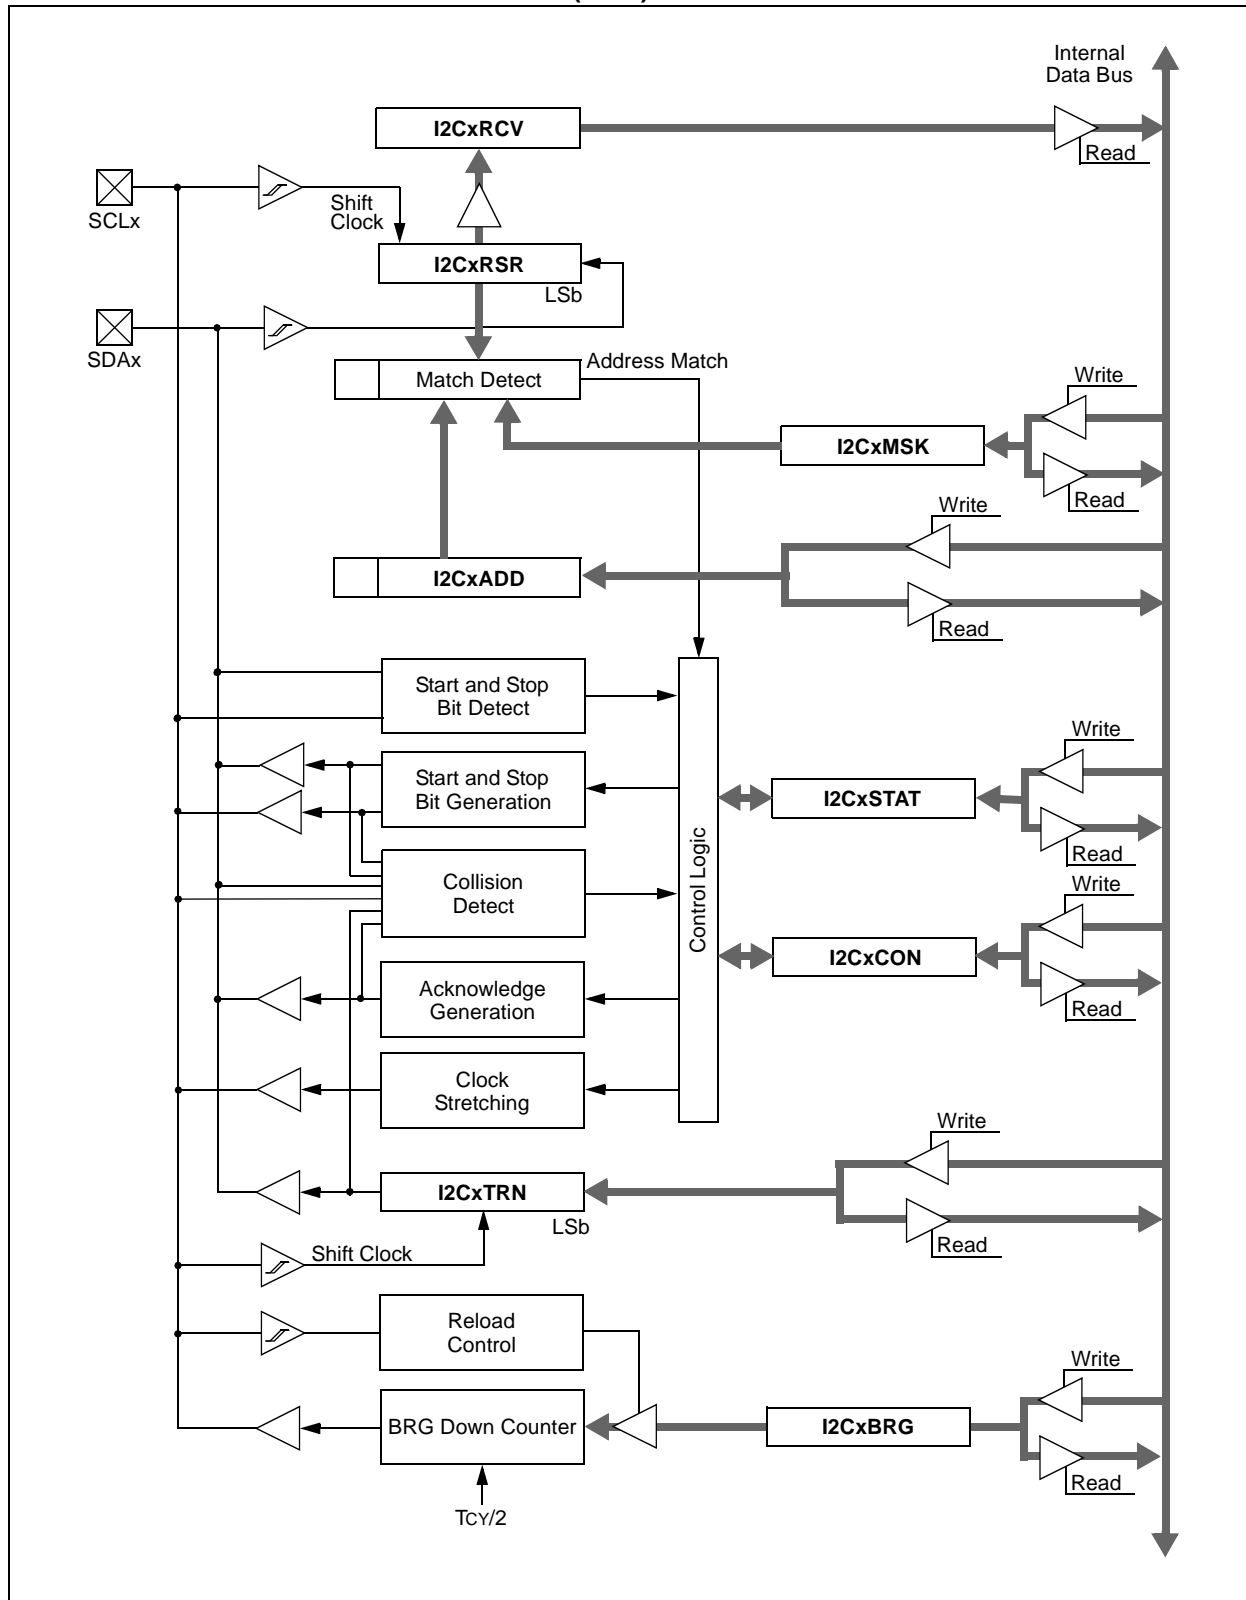 Internal
Data Bus
I2CxRCV
Read
SCLx
Shift
Clock
I2CxRSR
LSb
SDAx
Address Match
Match Detect
Write
I2CxMSK
Read
Write
I2CxADD
Read
Start and Stop
Bit Detect
Write
Start and Stop
Bit Generation
I2CxSTAT
Read
Control Logic
Collision
Detect
Write
I2CxCON
Acknowledge
Generation
Read
Clock
Stretching
Write
I2CxTRN
LSb
Read
Shift Clock
Reload
Control
Write
BRG Down Counter
I2CxBRG
Read
TCY/2